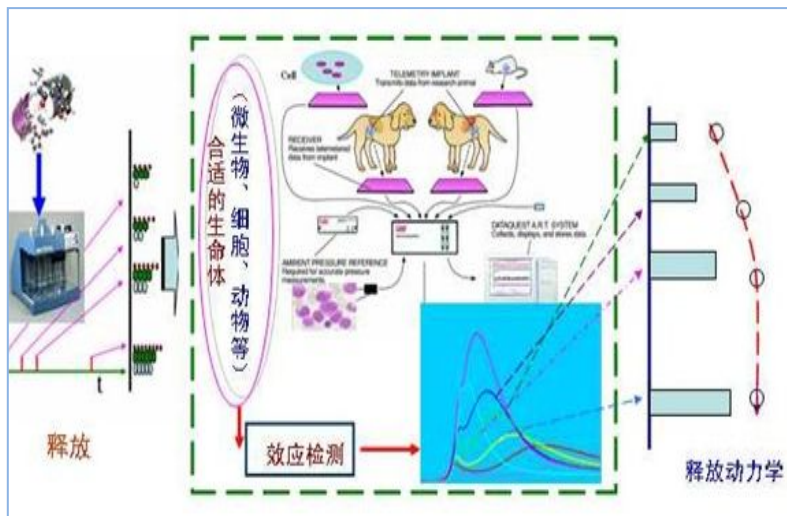 Cell
TELEMETRY IMPLANT
Transmits data from research animal
RECEIVER
Receives telemetered
data from implant
AMBIENT PRESSURE REFERENCE
Required for accurate pressure
measurements
DATAQUEST A.R.T. SYSTEM
Collects, displays, and stores data
合适的生命体
(微生物、细胞、动物等)
t
释放
效应检测
释放动力学